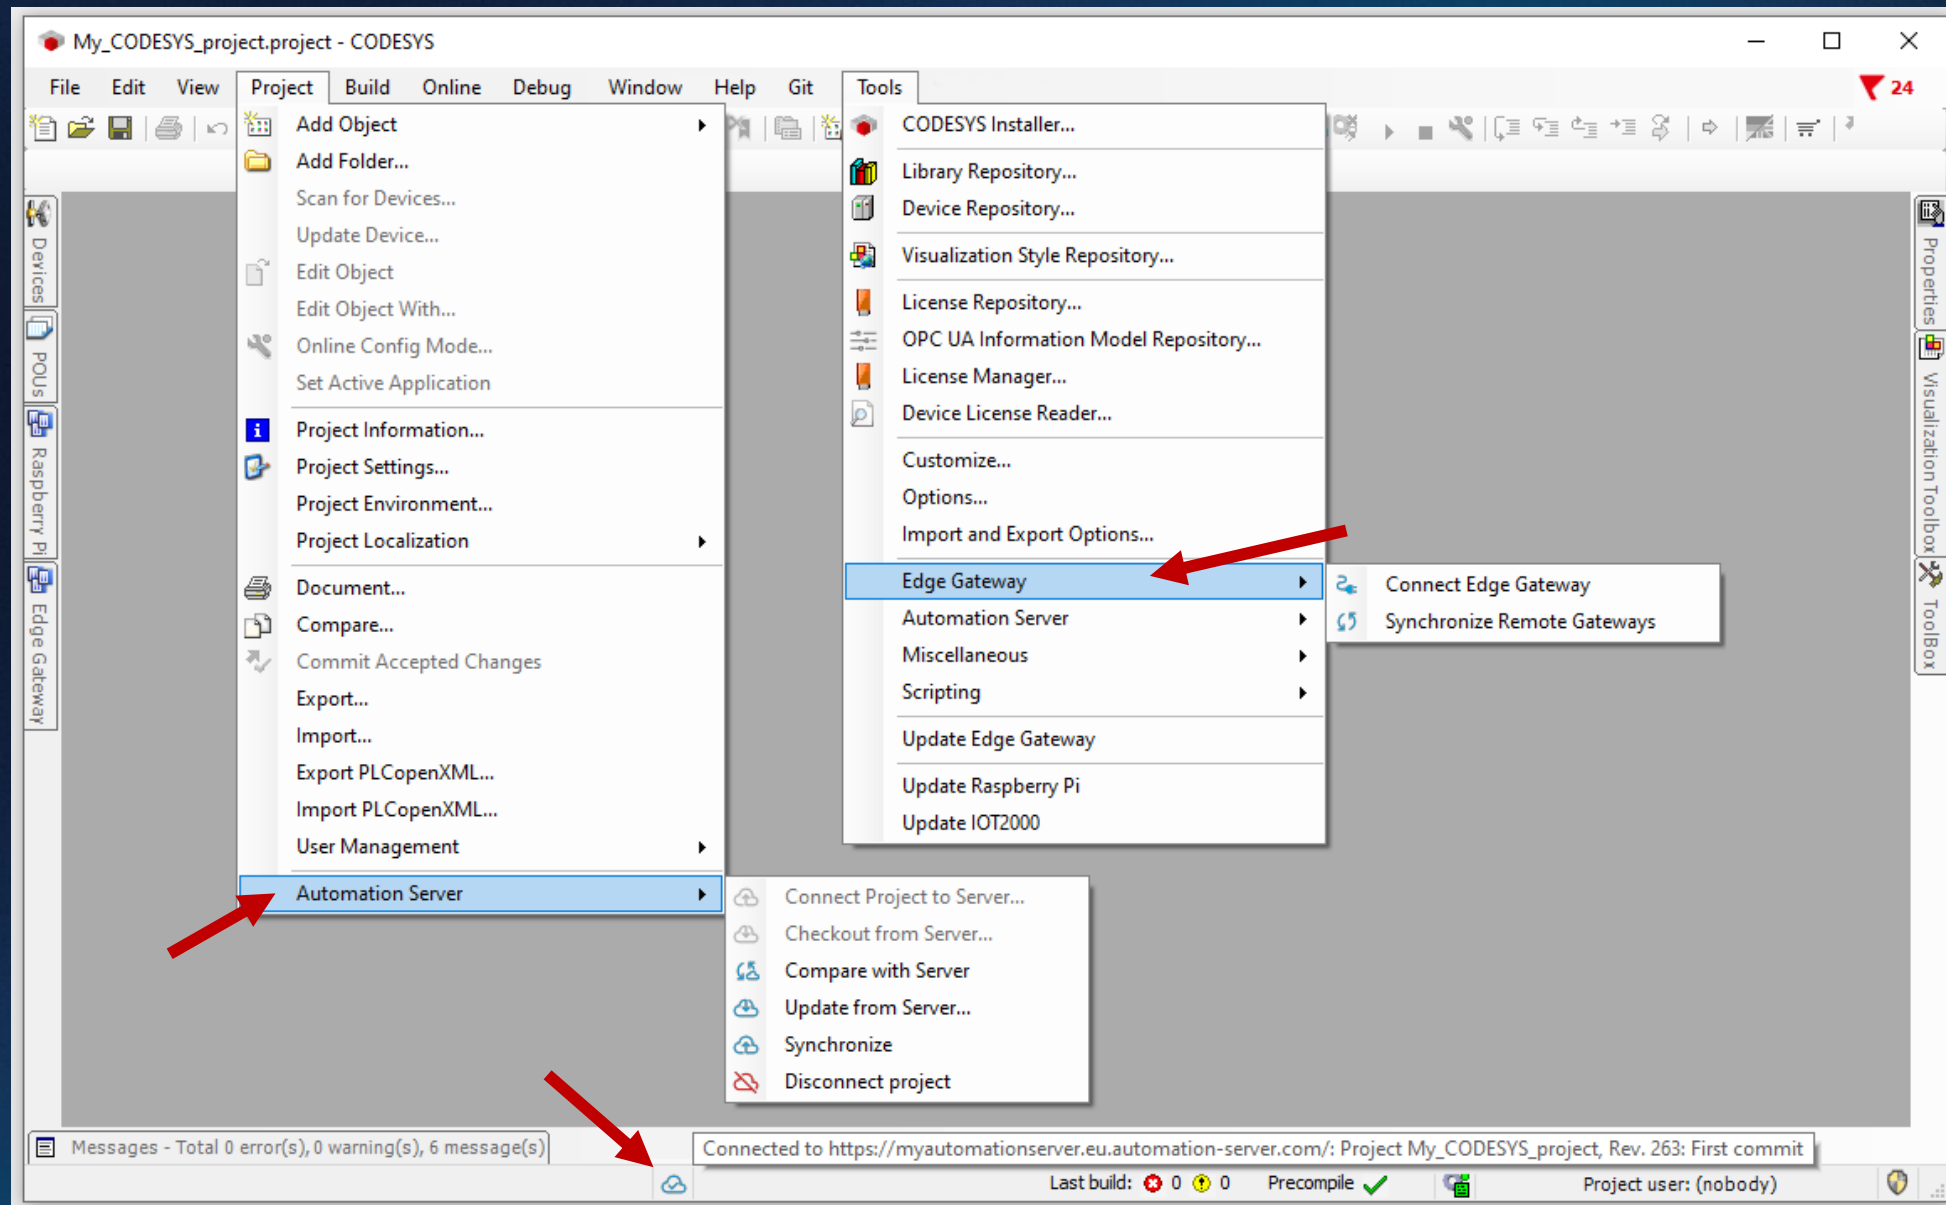 My_CODESYS_project.project - CODESYS
File Edit View Project Build Online Debug Window Help Git Tools
24
Add Object
Add Folder...
Scan for Devices...
Update Device...
Edit Object
Edit Object With...
Online Config Mode...
Set Active Application
Project Information...
Project Settings...
Project Environment...
Project Localization
Document...
Compare...
Commit Accepted Changes
Export...
Import...
Export PLCopenXML...
Import PLCopenXML...
User Management
Automation Server
Connect Project to Server...
Checkout from Server...
Compare with Server
Update from Server...
Synchronize
Disconnect project
CODESYS Installer...
Library Repository...
Device Repository...
Visualization Style Repository...
License Repository...
OPC UA Information Model Repository...
License Manager...
Device License Reader...
Customize...
Options...
Import and Export Options...
Edge Gateway
Automation Server
Miscellaneous
Scripting
Update Edge Gateway
Update Raspberry Pi
Update IOT2000
Connect Edge Gateway
Synchronize Remote Gateways
Devices
POUs
Raspberry Pi
Edge Gateway
Properties
Visualization Toolbox
ToolBox
Messages - Total 0 error(s), 0 warning(s), 6 message(s)
Connected to https://myautomationserver.eu.automation-server.com/: Project My_CODESYS_project, Rev. 263: First commit
Last build: 0 0 Precompile Project user: (nobody)